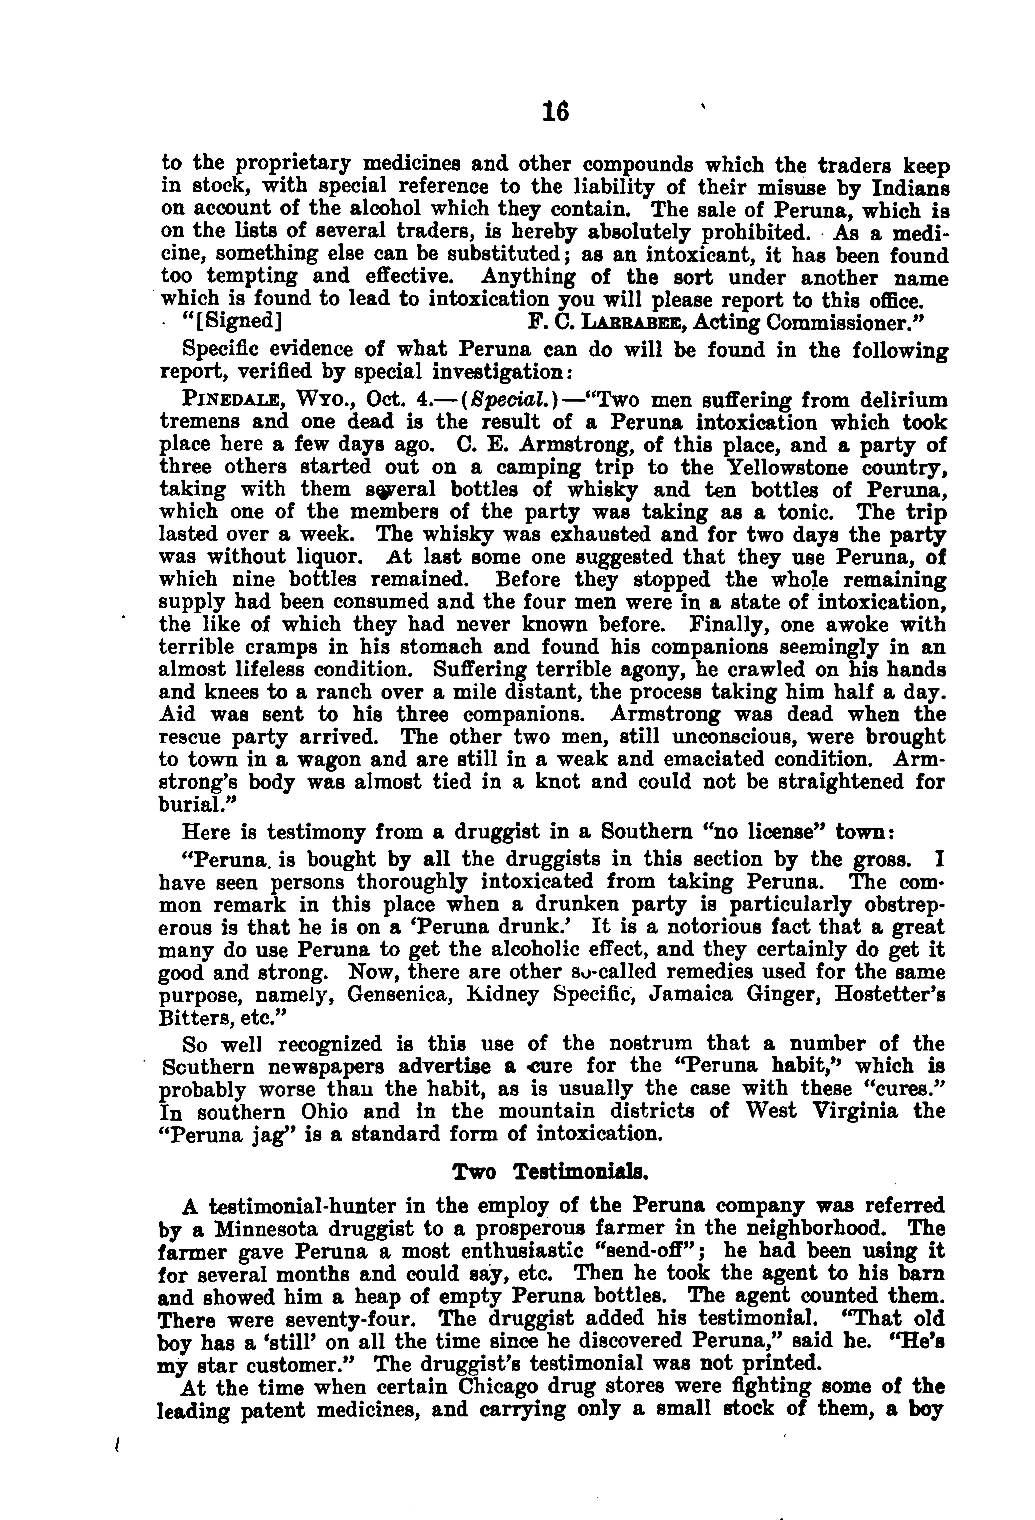 16
to the proprietary medicines and other compounds which the traders keep
in stock, with special reference to the liability of their misuse by Indians
on account of the alcohol which they contain. The sale of Peruna, which is
on the lists of several traders, is hereby absolutely prohibited. As a medi-
cine, something else can be substituted; as an intoxicant, it has been found
too tempting and effective. Anything of the sort under another name
which is found to lead to intoxication you will please report to this office.
"[Signed] F. C. LARRABEE, Acting Commissioner."
Specific evidence of what Peruna can do will be found in the following
report, verified by special investigation:
PINEDALE, WYO., Oct. 4.—(Special.)—"Two men suffering from delirium
tremens and one dead is the result of a Peruna intoxication which took
place here a few days ago. C. E. Armstrong, of this place, and a party of
three others started out on a camping trip to the Yellowstone country,
taking with them several bottles of whisky and ten bottles of Peruna,
which one of the members of the party was taking as a tonic. The trip
lasted over a week. The whisky was exhausted and for two days the party
was without liquor. At last some one suggested that they use Peruna, of
which nine bottles remained. Before they stopped the whole remaining
supply had been consumed and the four men were in a state of intoxication,
the like of which they had never known before. Finally, one awoke with
terrible cramps in his stomach and found his companions seemingly in an
almost lifeless condition. Suffering terrible agony, he crawled on his hands
and knees to a ranch over a mile distant, the process taking him half a day.
Aid was sent to his three companions. Armstrong was dead when the
rescue party arrived. The other two men, still unconscious, were brought
to town in a wagon and are still in a weak and emaciated condition. Arm-
strong's body was almost tied in a knot and could not be straightened for
burial."
Here is testimony from a druggist in a Southern "no license" town:
"Peruna is bought by all the druggists in this section by the gross. I
have seen persons thoroughly intoxicated from taking Peruna. The com-
mon remark in this place when a drunken party is particularly obstrep-
erous is that he is on a 'Peruna drunk.' It is a notorious fact that a great
many do use Peruna to get the alcoholic effect, and they certainly do get it
good and strong. Now, there are other so-called remedies used for the same
purpose, namely, Gensenica, Kidney Specific, Jamaica Ginger, Hostetter's
Bitters, etc."
So well recognized is this use of the nostrum that a number of the
Southern newspapers advertise a cure for the "Peruna habit," which is
probably worse than the habit, as is usually the case with these "cures."
In southern Ohio and in the mountain districts of West Virginia the
"Peruna jag" is a standard form of intoxication.
Two Testimonials.
A testimonial-hunter in the employ of the Peruna company was referred
by a Minnesota druggist to a prosperous farmer in the neighborhood. The
farmer gave Peruna a most enthusiastic "send-off"; he had been using it
for several months and could say, etc. Then he took the agent to his barn
and showed him a heap of empty Peruna bottles. The agent counted them.
There were seventy-four. The druggist added his testimonial. "That old
boy has a 'still' on all the time since he discovered Peruna," said he. "He's
my star customer." The druggist's testimonial was not printed.
At the time when certain Chicago drug stores were fighting some of the
leading patent medicines, and carrying only a small stock of them, a boy